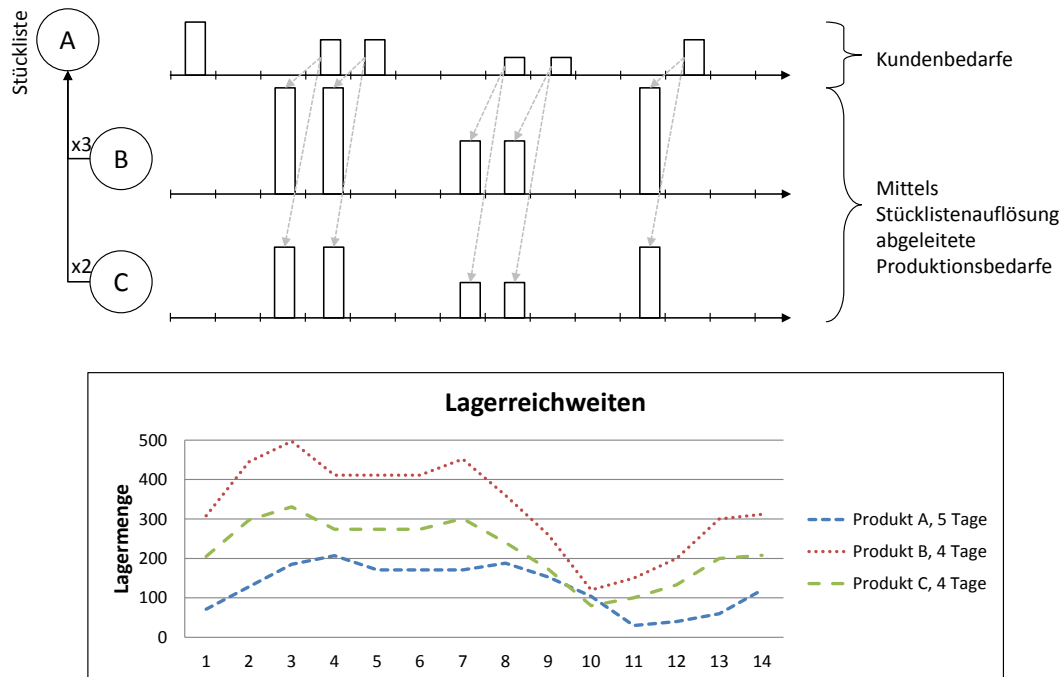 Stückliste
A
Kundenbedarfe
x3
B
Mittels
Stücklistenauflösung
abgeleitete
Produktionsbedarfe
x2
C
Lagerreichweiten
Lagermenge
500
400
300
200
100
0
1 2 3 4 5 6 7 8 9 10 11 12 13 14
Produkt A, 5 Tage
Produkt B, 4 Tage
Produkt C, 4 Tage